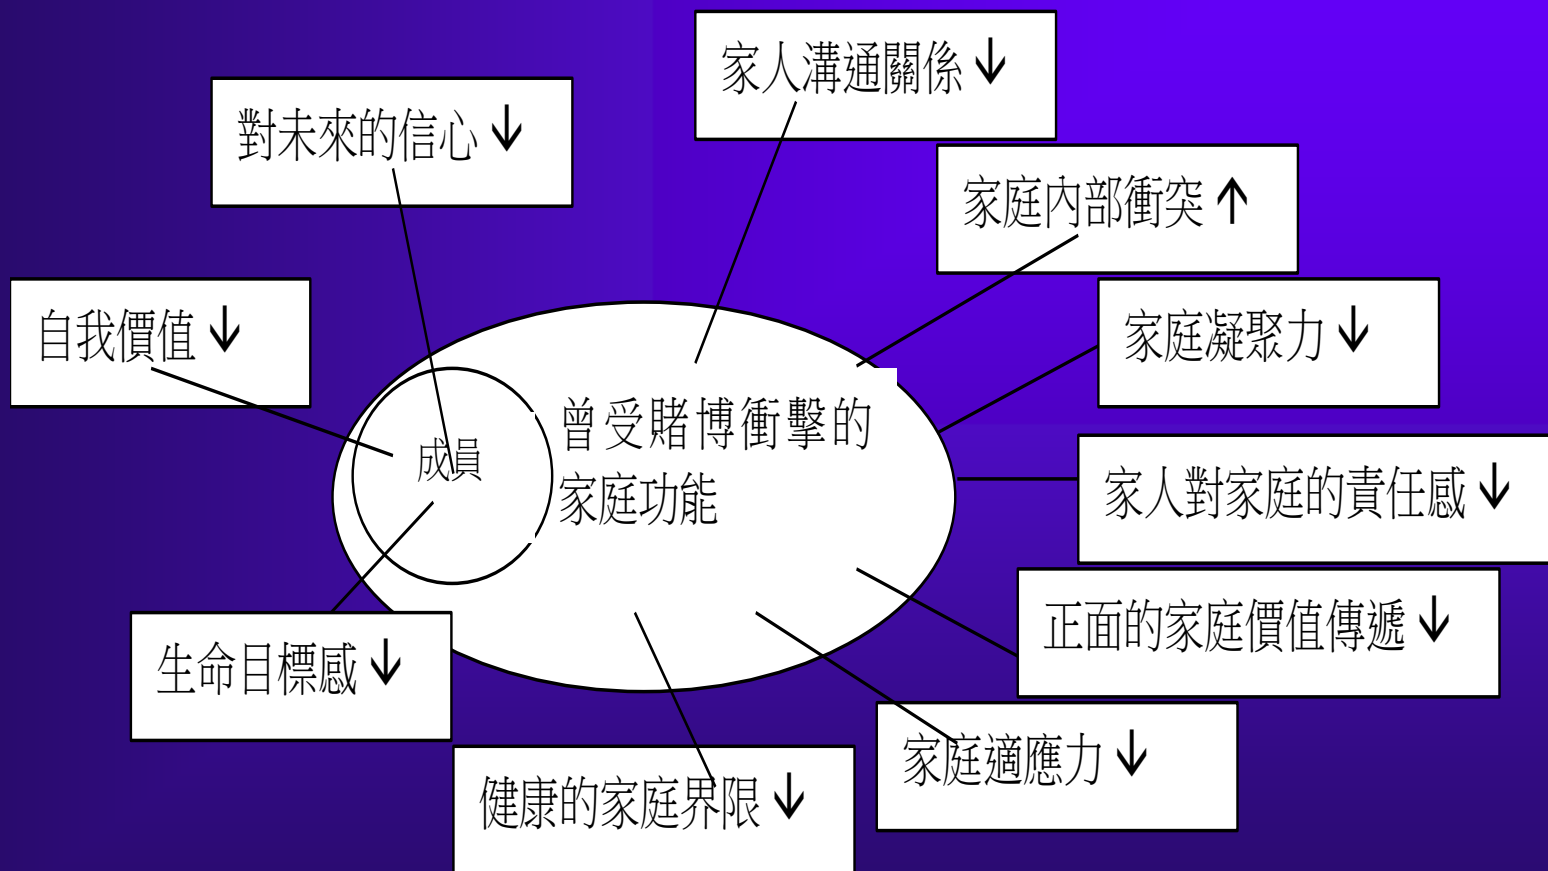 家人溝通關係↓
對未來的信心↓
家庭內部衝突↑
自我價值↓
家庭凝聚力↓
曾受賭博衝擊的
家庭功能
成員
家人對家庭的責任感↓
正面的家庭價值傳遞↓
生命目標感↓
家庭適應力↓
健康的家庭界限↓